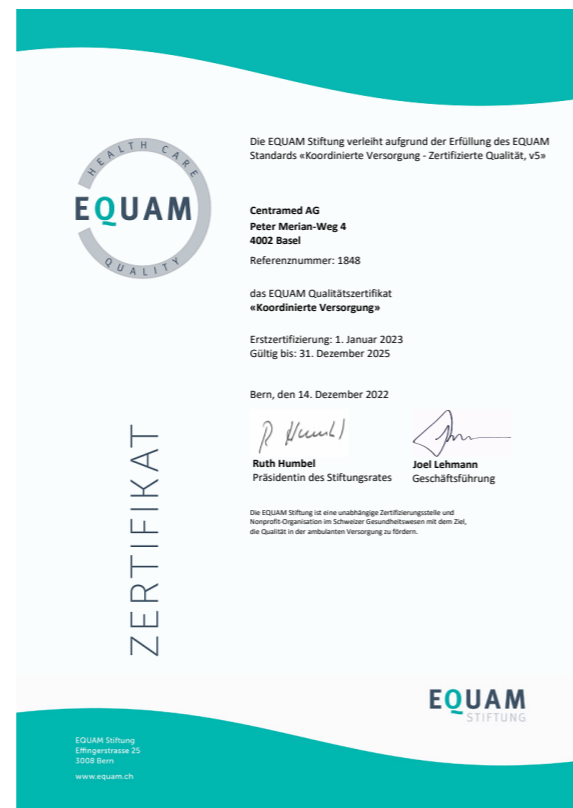 HEALTH CARE
EQUAM
QUALITY
Die EQUAM Stiftung verleiht aufgrund der Erfüllung des EQUAM
Standards «Koordinierte Versorgung - Zertifizierte Qualität, v5»
Centramed AG
Peter Merian-Weg 4
4002 Basel
Referenznummer: 1848
das EQUAM Qualitätszertifikat
«Koordinierte Versorgung»
Erstzertifizierung: 1. Januar 2023
Gültig bis: 31. Dezember 2025
Bern, den 14. Dezember 2022
R Humbel
Ruth Humbel
Präsidentin des Stiftungsrates
Joel Lehmann
Geschäftsführung
Die EQUAM Stiftung ist eine unabhängige Zertifizierungsstelle und
Nonprofit-Organisation im Schweizer Gesundheitswesen mit dem Ziel,
die Qualität in der ambulanten Versorgung zu fördern.
ZERTIFIKAT
EQUAM
STIFTUNG
EQUAM Stiftung
Effingerstrasse 25
3008 Bern
www.equam.ch